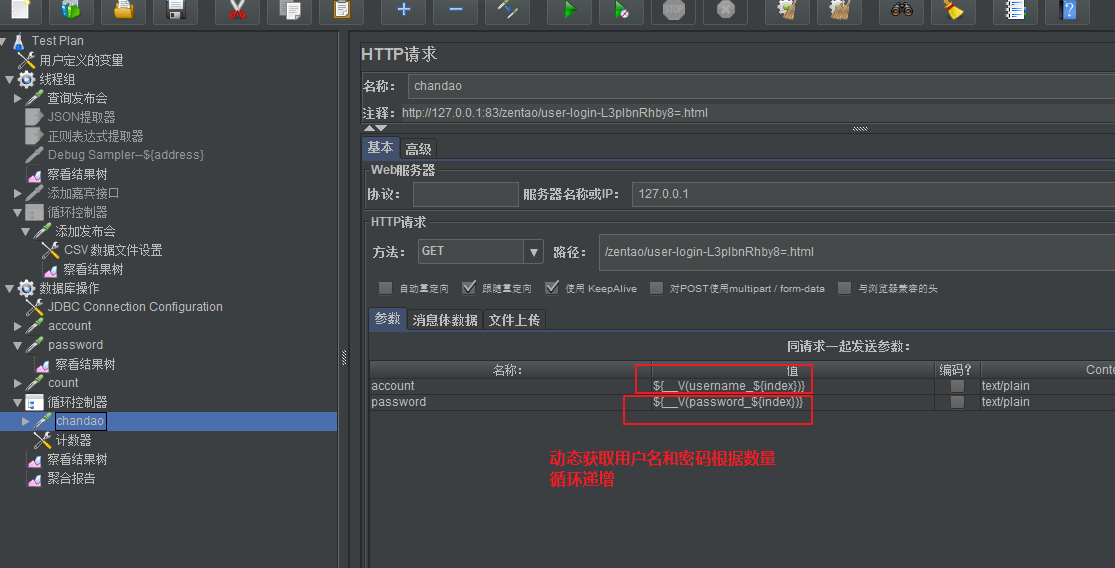 STOP
Test Plan
用户定义的变量
线程组
查询发布会
JSON提取器
正则表达式提取器
Debug Sampler--${address}
察看结果树
添加嘉宾接口
循环控制器
添加发布会
CSV 数据文件设置
察看结果树
数据库操作
JDBC Connection Configuration
account
password
察看结果树
count
循环控制器
chandao
计数器
察看结果树
聚合报告
HTTP请求
名称: chandao
注释: http://127.0.0.1:83/zentao/user-login-L3plbnRhby8=.html
基本 高级
Web服务器
协议: 服务器名称或IP: 127.0.0.1
HTTP请求
方法: GET 路径: /zentao/user-login-L3plbnRhby8=.html
自动重定向 跟随重定向 使用 KeepAlive 对POST使用multipart / form-data 与浏览器兼容的头
参数 消息体数据 文件上传
同请求一起发送参数:
名称: 值 编码? Conte
account ${__V(username_${index})} text/plain
password ${__V(password_${index})} text/plain
动态获取用户名和密码根据数量
循环递增